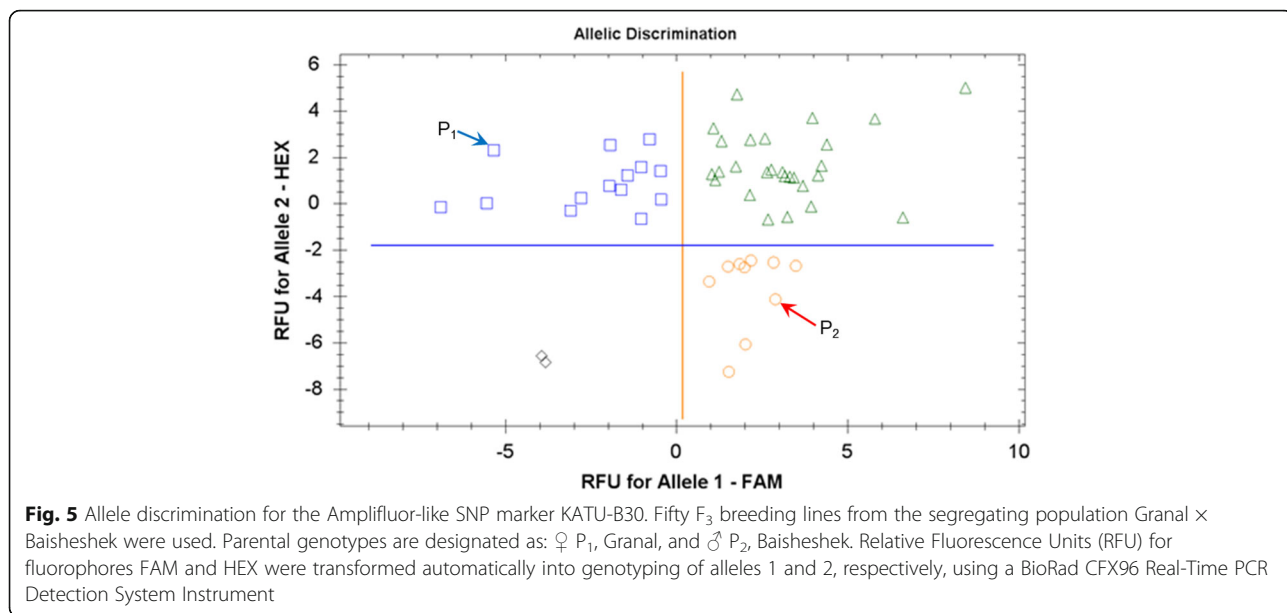 Allelic Discrimination
RFU for Allele 2 - HEX
6
4
2
0
-2
-4
-6
-8
P1
P2
-5
0
5
10
RFU for Allele 1 - FAM
Fig. 5 Allele discrimination for the Amplifluor-like SNP marker KATU-B30. Fifty F3 breeding lines from the segregating population Granal ×
Baisheshek were used. Parental genotypes are designated as: ♀ P1, Granal, and ♂ P2, Baisheshek. Relative Fluorescence Units (RFU) for
fluorophores FAM and HEX were transformed automatically into genotyping of alleles 1 and 2, respectively, using a BioRad CFX96 Real-Time PCR
Detection System Instrument